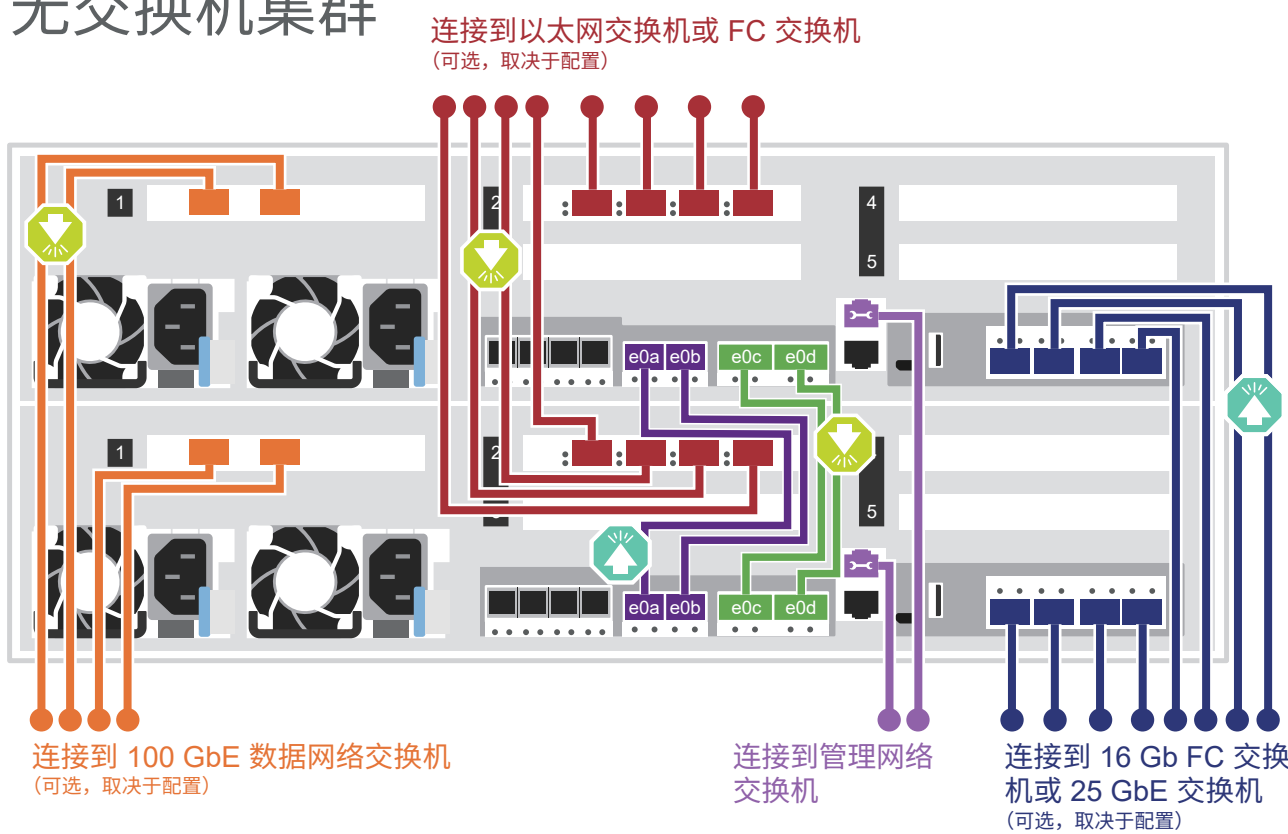 无交换机集群
连接到以太网交换机或 FC 交换机
（可选，取决于配置）
1
2
4
5
e0a e0b e0c e0d
1
2
5
e0a e0b e0c e0d
连接到 100 GbE 数据网络交换机
（可选，取决于配置）
连接到管理网络
交换机
连接到 16 Gb FC 交换
机或 25 GbE 交换机
（可选，取决于配置）